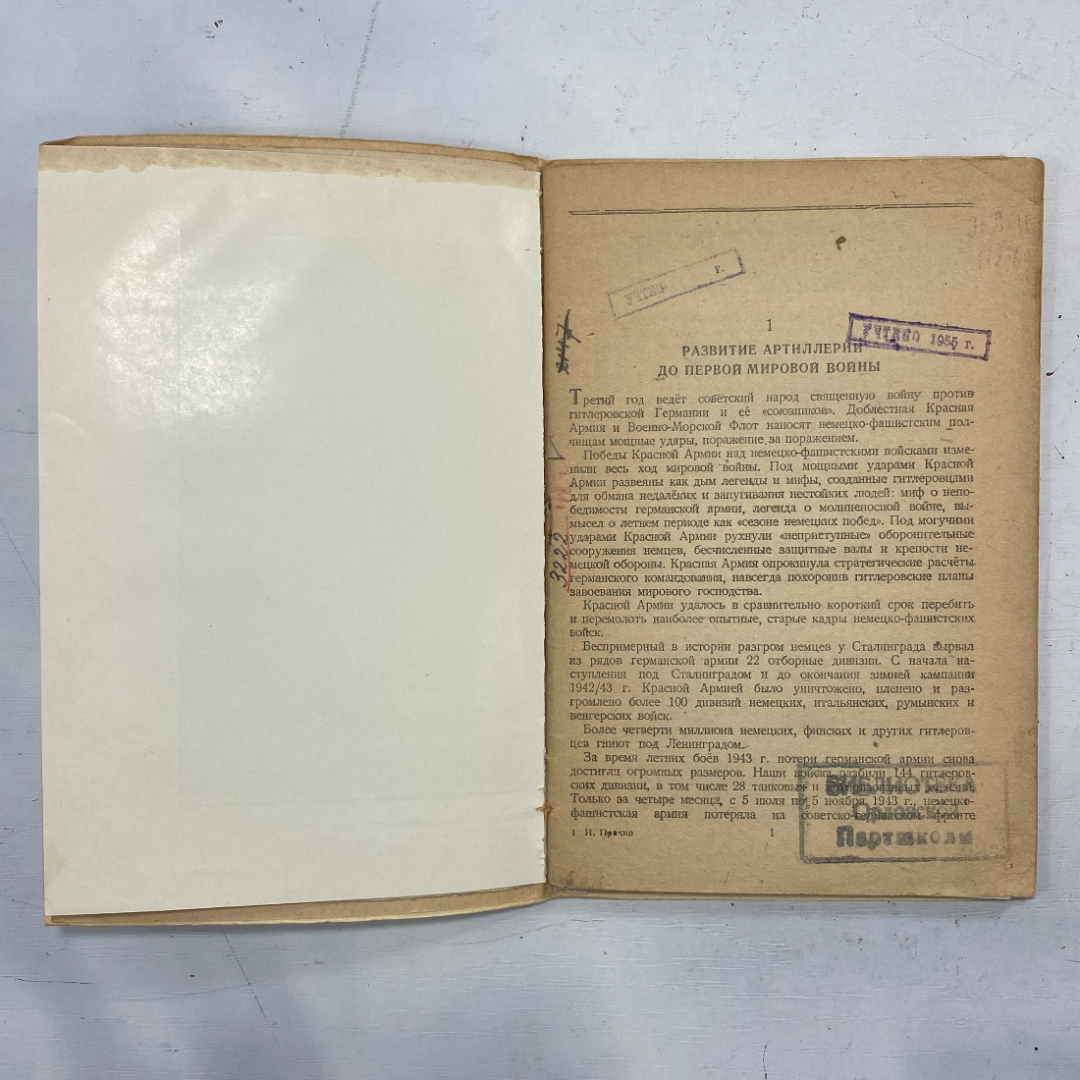 г.
УЧТЕНО 1955 г.
1
РАЗВИТИЕ АРТИЛЛЕРИИ
ДО ПЕРВОЙ МИРОВОЙ ВОЙНЫ
Третий год ведёт советский народ священную войну против
гитлеровской Германии и её «союзников». Доблестная Красная
Армия и Военно-Морской Флот наносят немецко-фашистским пол-
чищам мощные удары, поражение за поражением.
Победы Красной Армии над немецко-фашистскими войсками изме-
нили весь ход мировой войны. Под мощными ударами Красной
Армии развеяны как дым легенды и мифы, созданные гитлеровцами
для обмана недалёких и запугивания нестойких людей: миф о непо-
бедимости германской армии, легенда о молниеносной войне, вы-
мысел о летнем периоде как «сезоне немецких побед». Под могучими
ударами Красной Армии рухнули «неприступные» оборонительные
сооружения немцев, бесчисленные защитные валы и крепости не-
мецкой обороны. Красная Армия опрокинула стратегические расчёты
германского командования, навсегда похоронив гитлеровские планы
завоевания мирового господства.
Красной Армии удалось в сравнительно короткий срок перебить
и перемолоть наиболее опытные, старые кадры немецко-фашистских
войск.
Беспримерный в истории разгром немцев у Сталинграда вырвал
из рядов германской армии 22 отборные дивизии. С начала на-
ступления под Сталинградом и до окончания зимней кампании
1942/43 г. Красной Армией было уничтожено, пленено и раз-
громлено более 100 дивизий немецких, итальянских, румынских и
венгерских войск.
Более четверти миллиона немецких, финских и других гитлеров-
цев гниют под Ленинградом.
За время летних боёв 1943 г. потери германской армии снова
достигли огромных размеров. Наши войска разбили 144 гитлеров-
ских дивизии, в том числе 28 танковых и моторизованных дивизий.
Только за четыре месяца, с 5 июля по 5 ноября 1943 г., немецко-
фашистская армия потеряла на советско-германском фронте
1 И. Прочко 1
БИБЛИОТЕКА
Орловской
Партшколы
3222